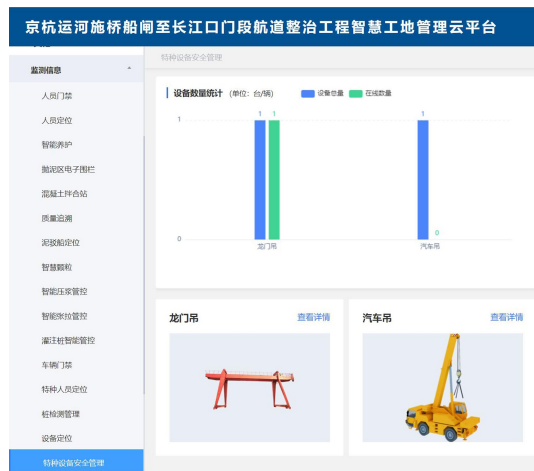 京杭运河施桥船闸至长江口门段航道整治工程智慧工地管理云平台
监测信息
人员门禁
人员定位
智能养护
抛泥区电子围栏
混凝土拌合站
质量追溯
泥驳船定位
智慧颗粒
智能压浆管控
智能张拉管控
灌注桩智能管控
车辆门禁
特种人员定位
桩检测管理
设备定位
特种设备安全管理
特种设备安全管理
设备数量统计 (单位: 台/辆) 设备总量 在线数量
1
1 1 1
0
0
龙门吊 汽车吊
龙门吊 查看详情
汽车吊 查看详情